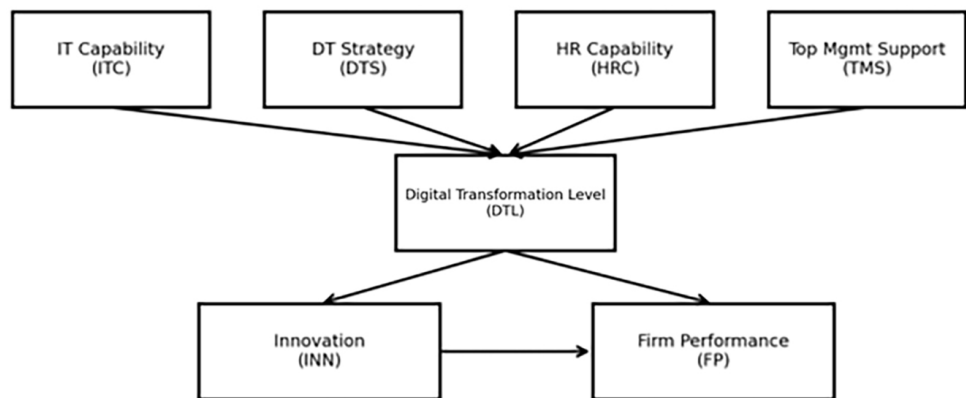 IT Capability
(ITC)
DT Strategy
(DTS)
HR Capability
(HRC)
Top Mgmt Support
(TMS)
Digital Transformation Level
(DTL)
Innovation
(INN)
Firm Performance
(FP)